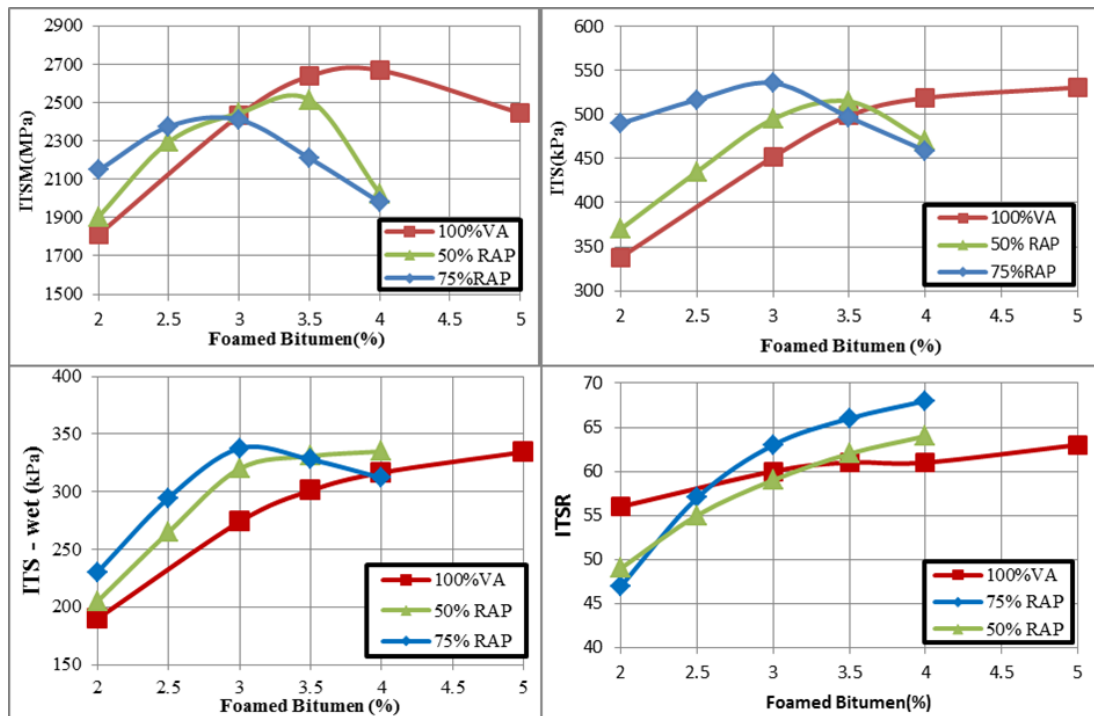 ITSM(MPa)
2900
2700
2500
2300
2100
1900
1700
1500
2 2.5 3 3.5 4 4.5 5
Foamed Bitumen(%)
100%VA
50% RAP
75%RAP
ITS(kPa)
600
550
500
450
400
350
300
2 2.5 3 3.5 4 4.5 5
Foamed Bitumen (%)
100%VA
50% RAP
75%RAP
ITS - wet (kPa)
400
350
300
250
200
150
2 2.5 3 3.5 4 4.5 5
Foamed Bitumen (%)
100%VA
50% RAP
75% RAP
ITSR
70
65
60
55
50
45
40
2 2.5 3 3.5 4 4.5 5
Foamed Bitumen(%)
100%VA
75% RAP
50% RAP